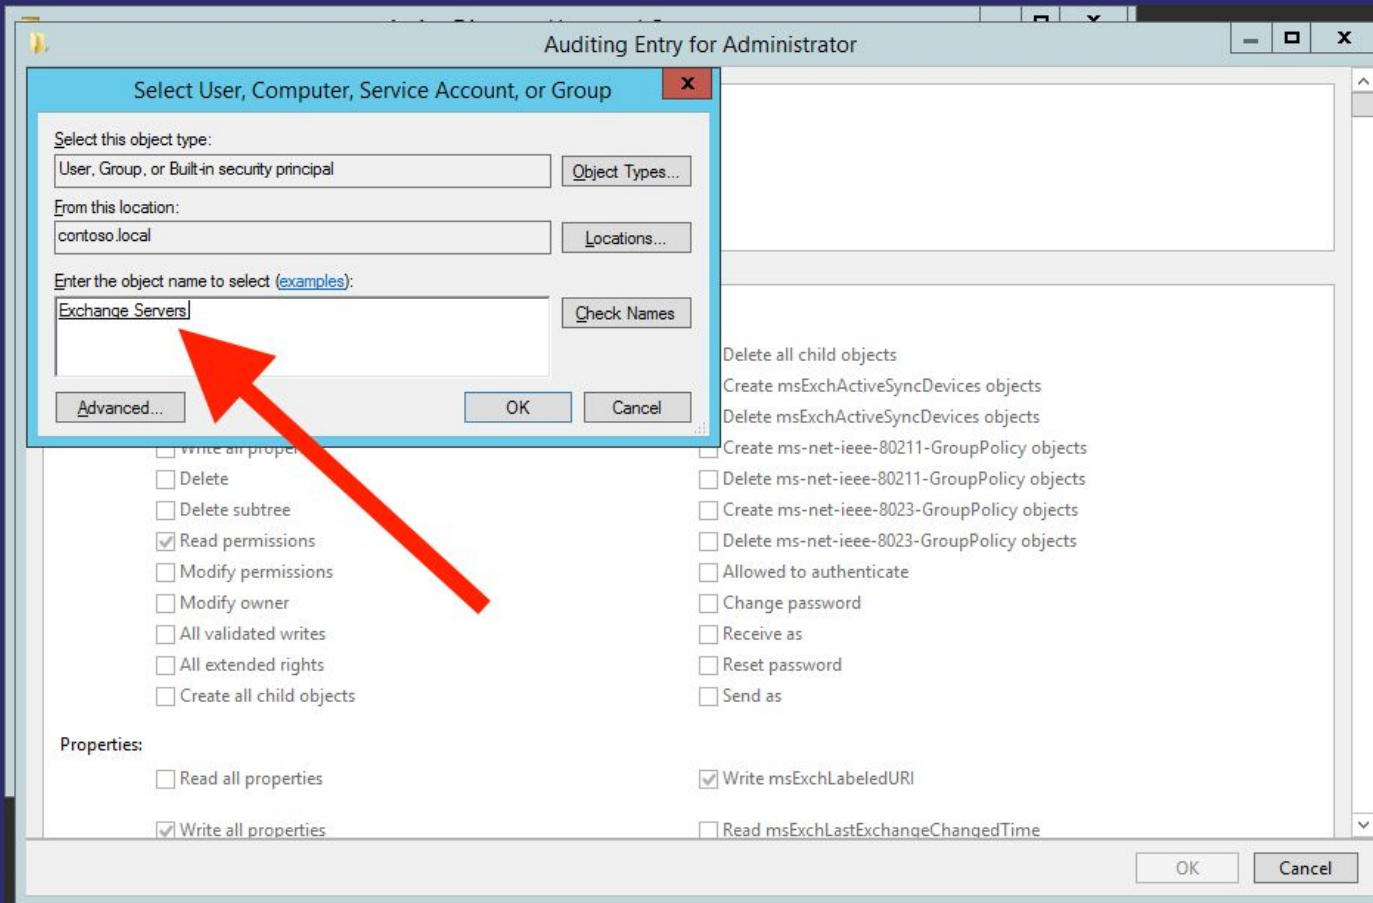 Auditing Entry for Administrator
Select User, Computer, Service Account, or Group
Select this object type:
User, Group, or Built-in security principal
Object Types...
From this location:
contoso.local
Locations...
Enter the object name to select (examples):
Exchange Servers
Check Names
Advanced...
OK
Cancel
Delete all child objects
Create msExchActiveSyncDevices objects
Delete msExchActiveSyncDevices objects
Write all proper
Create ms-net-ieee-80211-GroupPolicy objects
Delete
Delete ms-net-ieee-80211-GroupPolicy objects
Delete subtree
Create ms-net-ieee-8023-GroupPolicy objects
Read permissions
Delete ms-net-ieee-8023-GroupPolicy objects
Modify permissions
Allowed to authenticate
Modify owner
Change password
All validated writes
Receive as
All extended rights
Reset password
Create all child objects
Send as
Properties:
Read all properties
Write msExchLabeledURI
Write all properties
Read msExchLastExchangeChangedTime
OK
Cancel